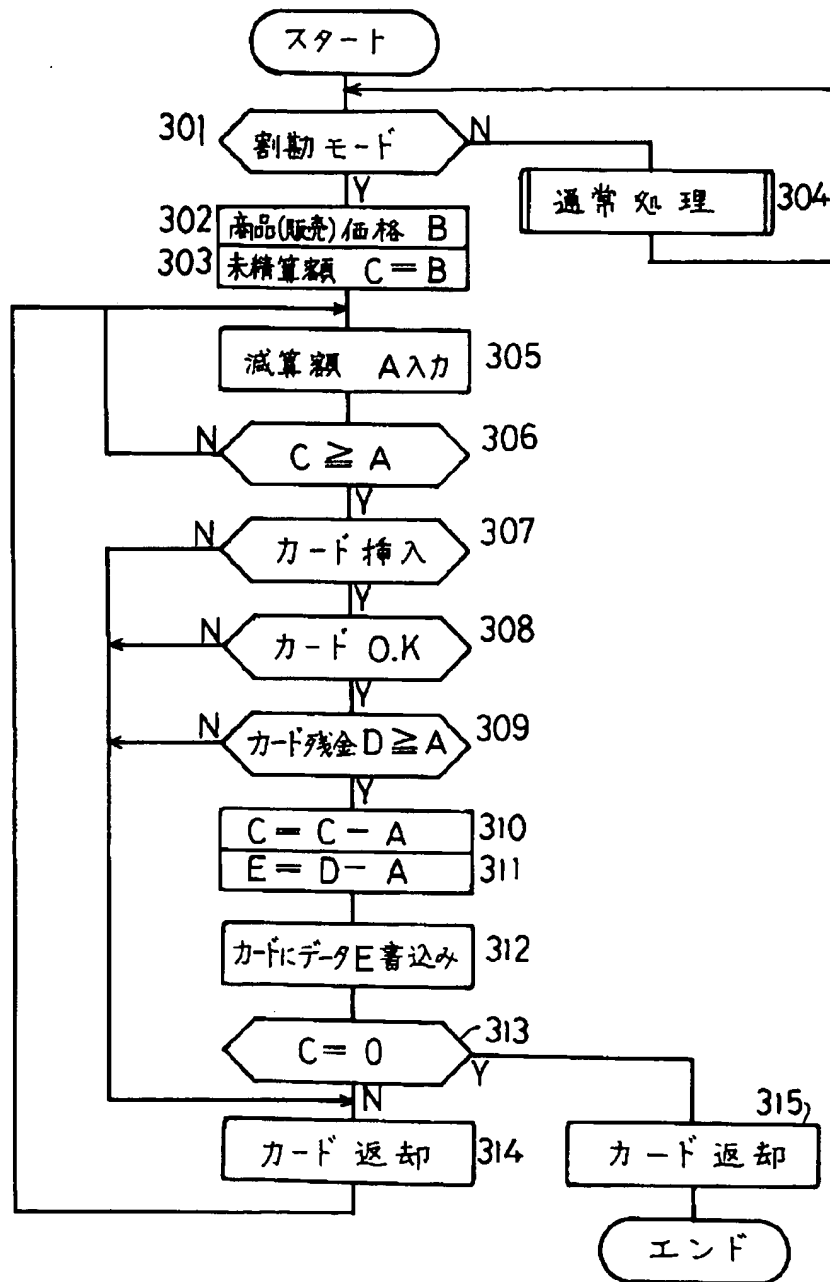 スタート
301
割勘モード
N
Y
通常処理
304
302
商品(販売)価格 B
303
未精算額 C=B
減算額 A入力
305
N
C≧A
306
Y
N
カード挿入
307
Y
N
カード O.K
308
Y
N
カード残金D≧A
309
Y
C=C-A
310
E=D-A
311
カードにデータE書込み
312
C=0
313
Y
N
カード返却
314
315
カード返却
エンド